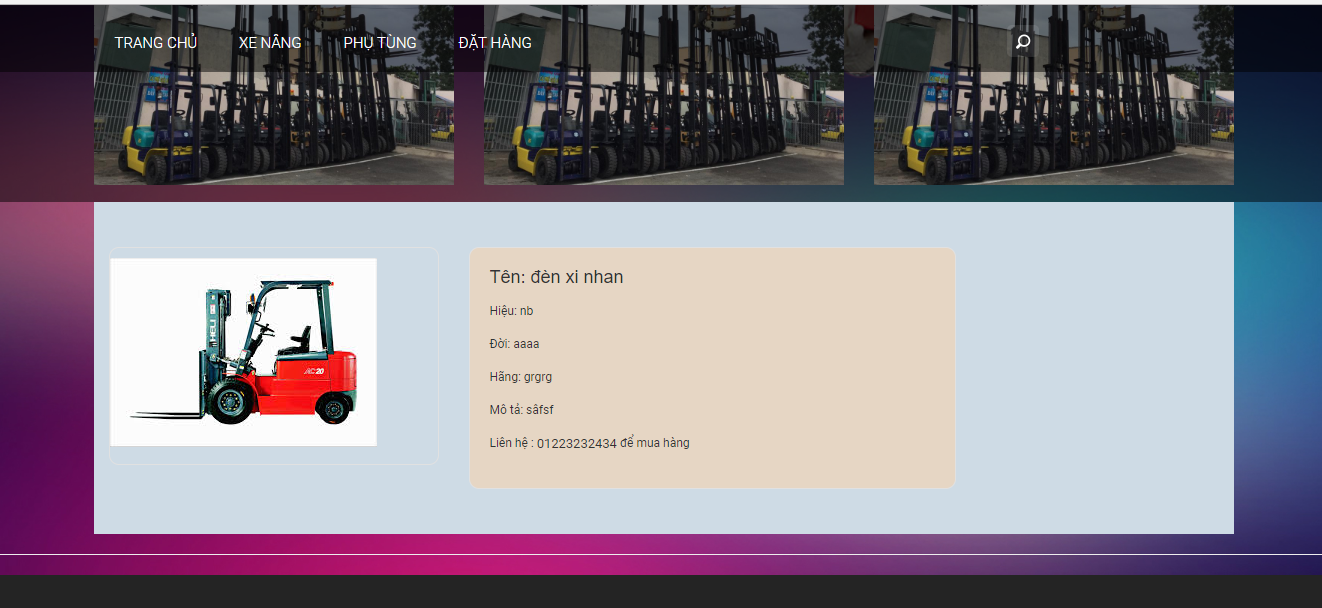 TRANG CHỦ XE NÂNG PHỤ TÙNG ĐẶT HÀNG
Tên: đèn xi nhan
Hiệu: nb
Đời: aaaa
Hãng: grgrg
Mô tả: sâfsf
Liên hệ : 01223232434 để mua hàng
HELI
AC20